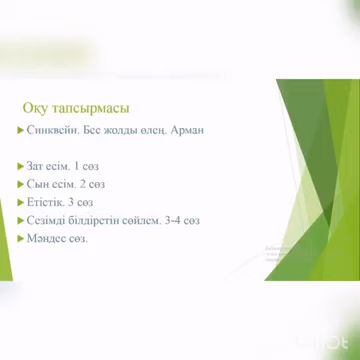 Оқу тапсырмасы
Синквейн. Бес жолды өлең. Арман
Зат есім. 1 сөз
Сын есім. 2 сөз
Етістік. 3 сөз
Сезімді білдіретін сөйлем. 3-4 сөз
Мәндес сөз.